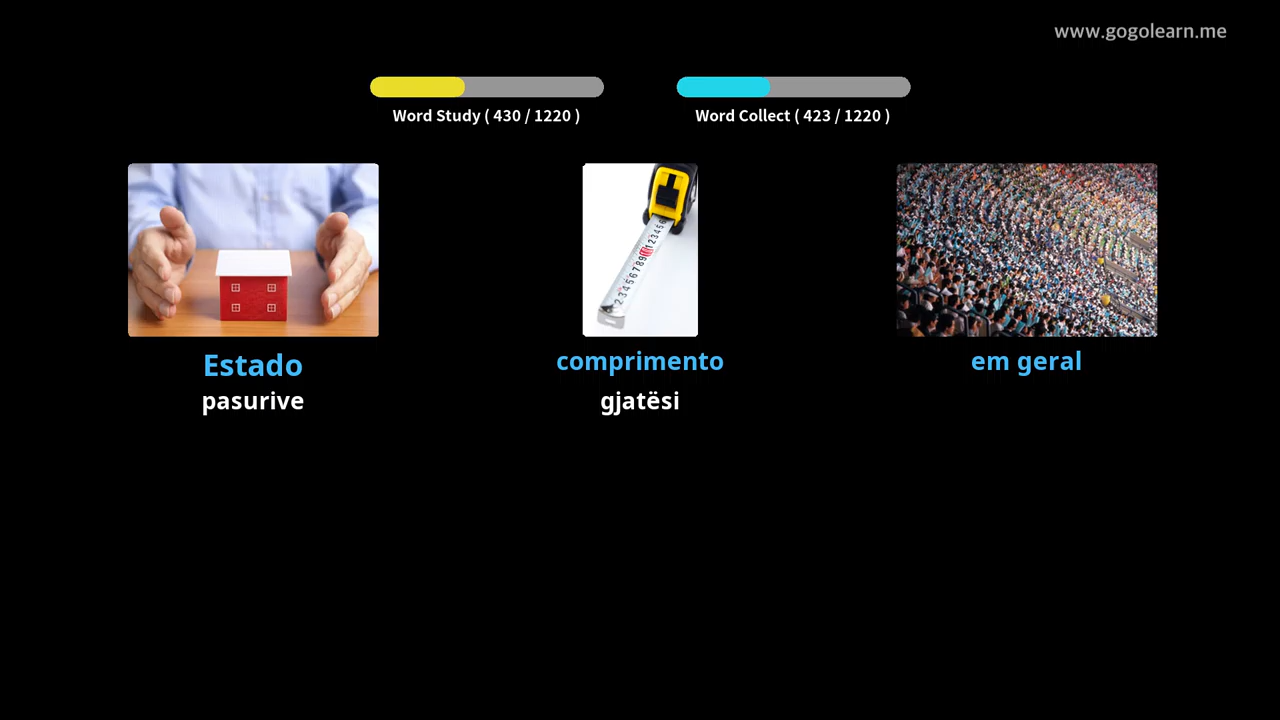 www.gogolearn.me
Word Study ( 430 / 1220 )
Word Collect ( 423 / 1220 )
Estado
comprimento
em geral
pasurive
gjatësi